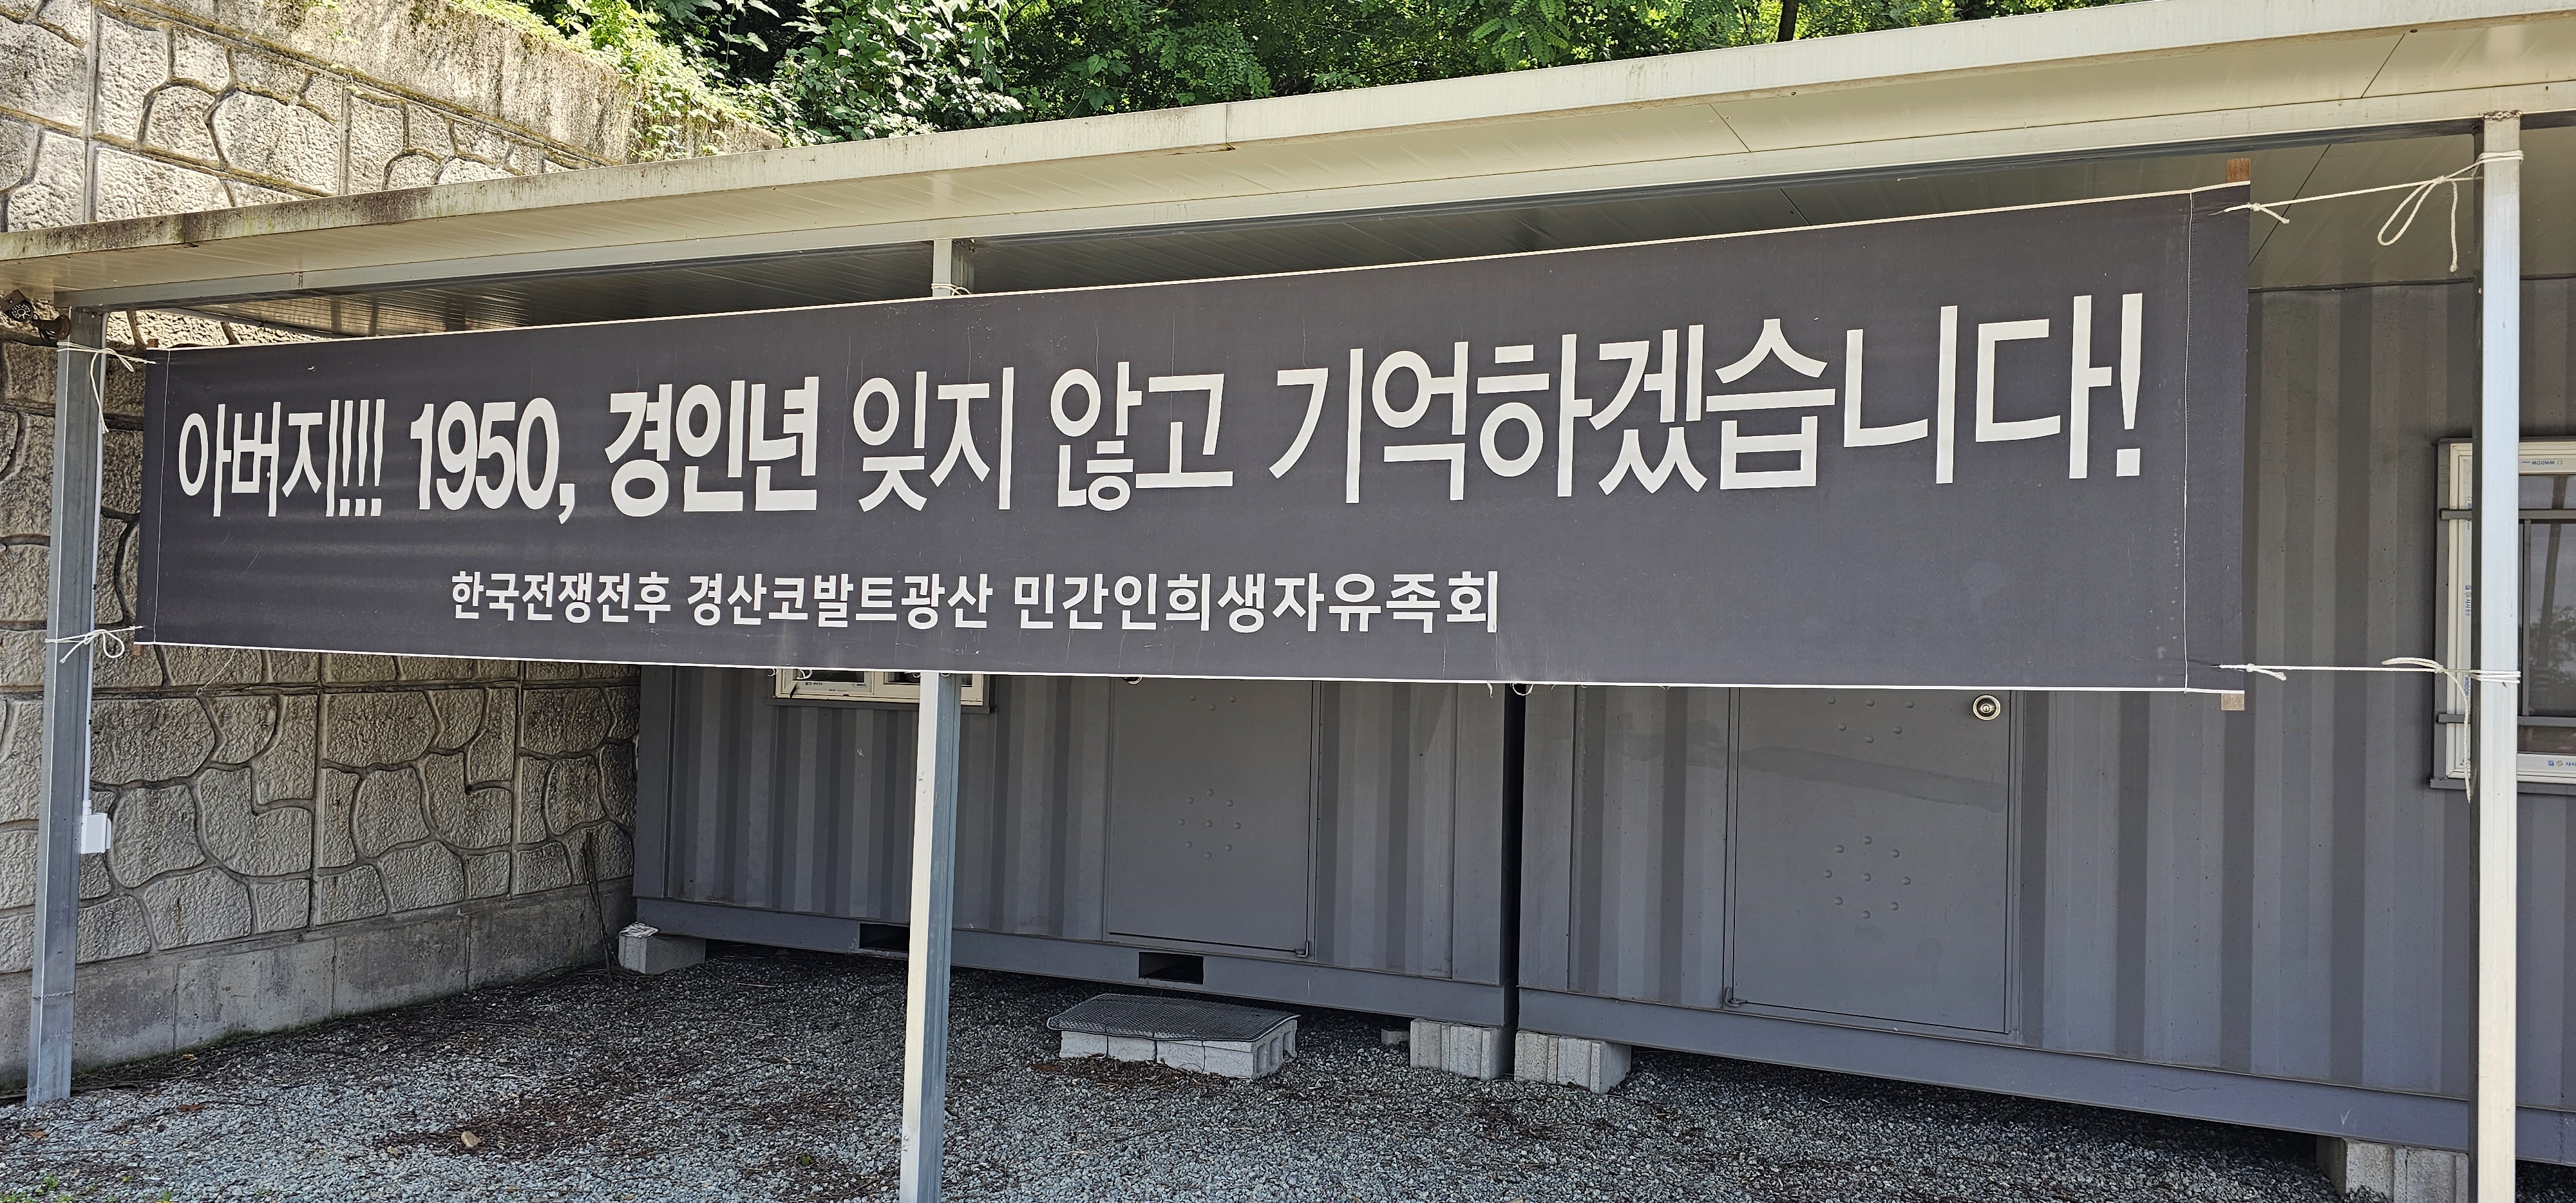 아버지!!! 1950, 경인년 잊지 않고 기억하겠습니다!
한국전쟁전후 경산코발트광산 민간인희생자유족회